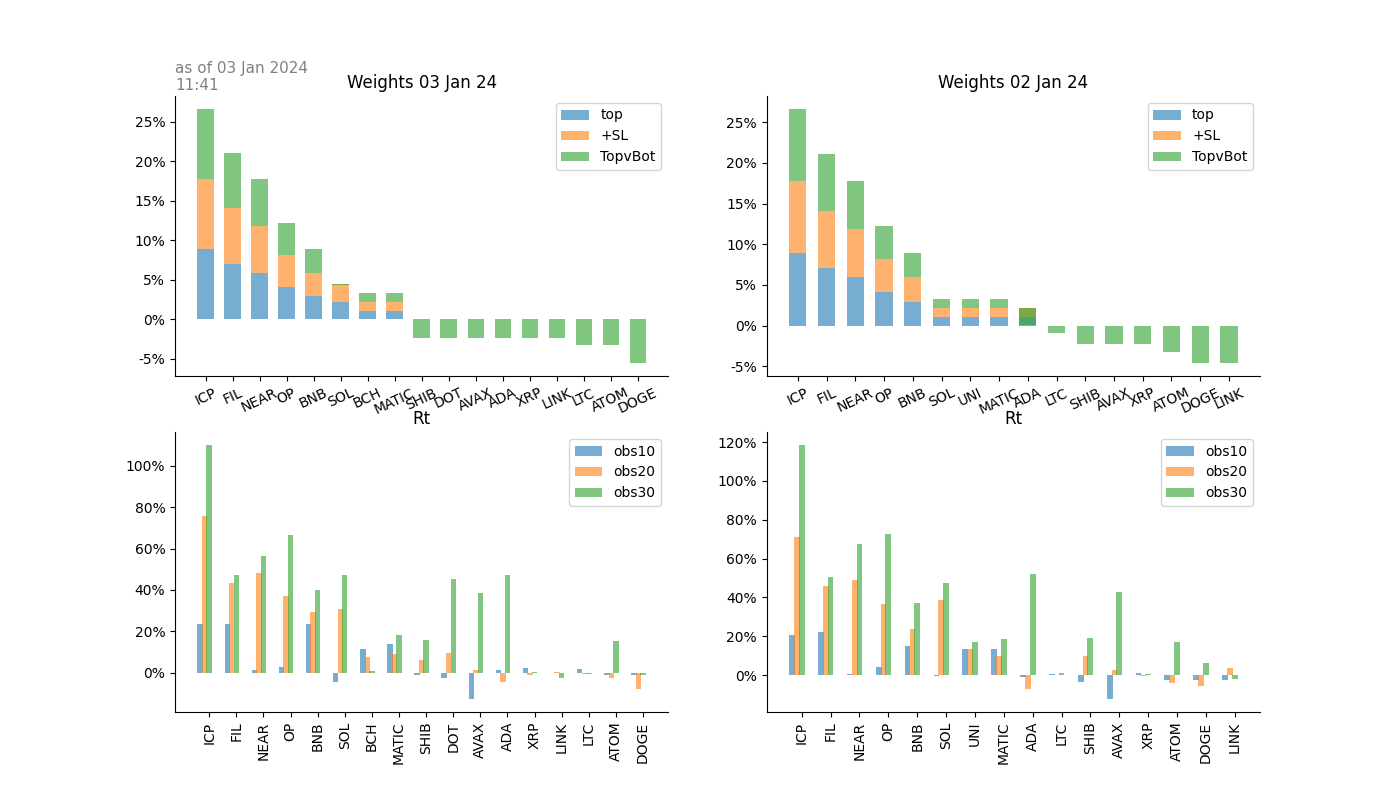 as of 03 Jan 2024
11:41
Weights 03 Jan 24
25%
20%
15%
10%
5%
0%
-5%
top
+SL
TopvBot
ICP FIL NEAR OP BNB SOL BCH MATIC SHIB DOT AVAX ADA XRP LINK LTC ATOM DOGE
Weights 02 Jan 24
25%
20%
15%
10%
5%
0%
-5%
top
+SL
TopvBot
ICP FIL NEAR OP BNB SOL UNI MATIC ADA LTC SHIB AVAX XRP ATOM DOGE LINK
Rt
100%
80%
60%
40%
20%
0%
obs10
obs20
obs30
ICP FIL NEAR OP BNB SOL BCH MATIC SHIB DOT AVAX ADA XRP LINK LTC ATOM DOGE
Rt
120%
100%
80%
60%
40%
20%
0%
obs10
obs20
obs30
ICP FIL NEAR OP BNB SOL UNI MATIC ADA LTC SHIB AVAX XRP ATOM DOGE LINK